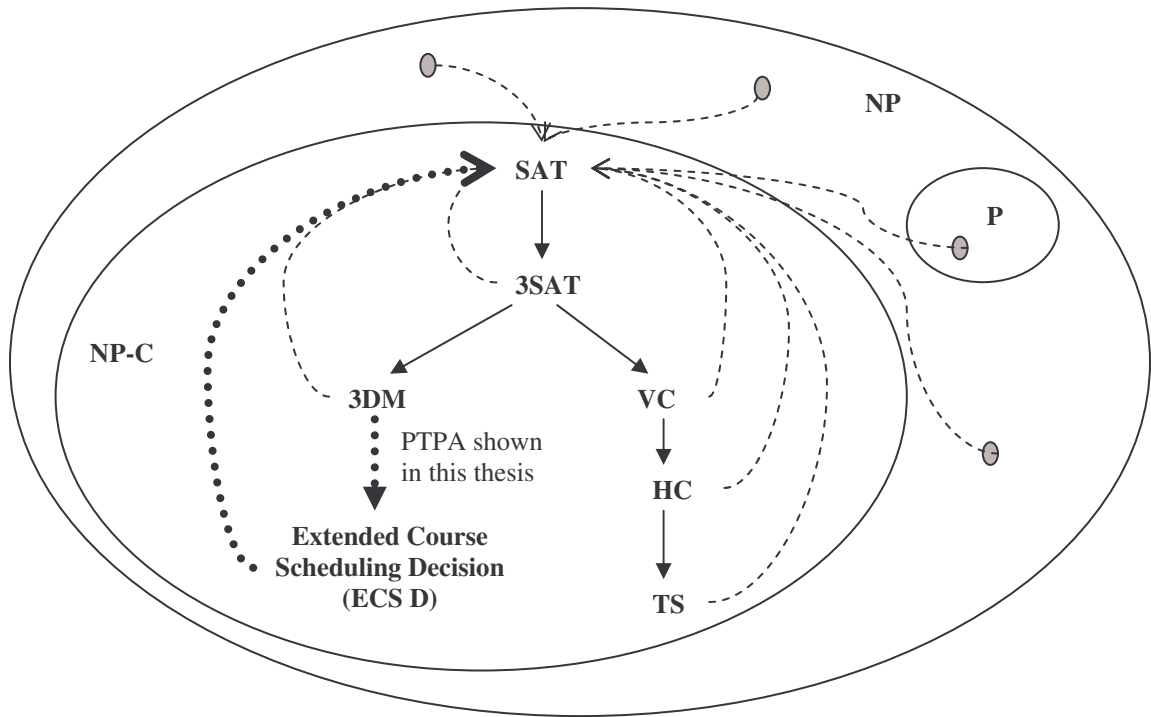 NP
SAT
P
3SAT
NP-C
3DM
VC
PTPA shown
in this thesis
HC
Extended Course
Scheduling Decision
(ECS D)
TS